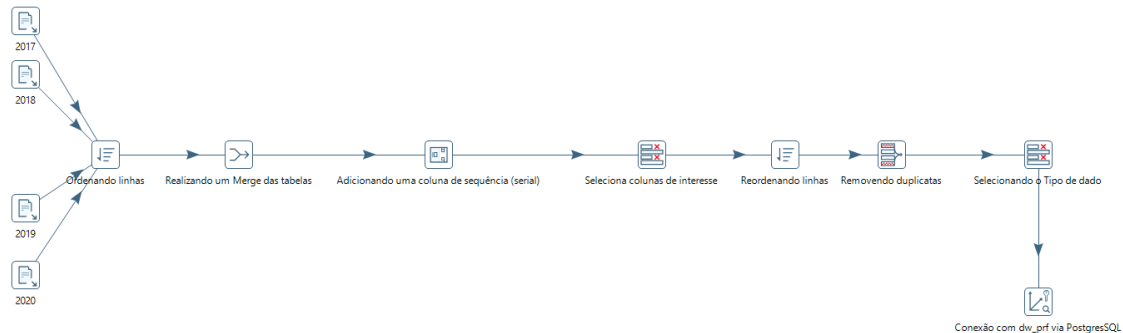 2017
2018
Ordenando linhas
Realizando um Merge das tabelas
Adicionando uma coluna de sequência (serial)
Seleciona colunas de interesse
Reordenando linhas
Removendo duplicatas
Selecionando o Tipo de dado
2019
2020
Conexão com dw_prf via PostgresSQL